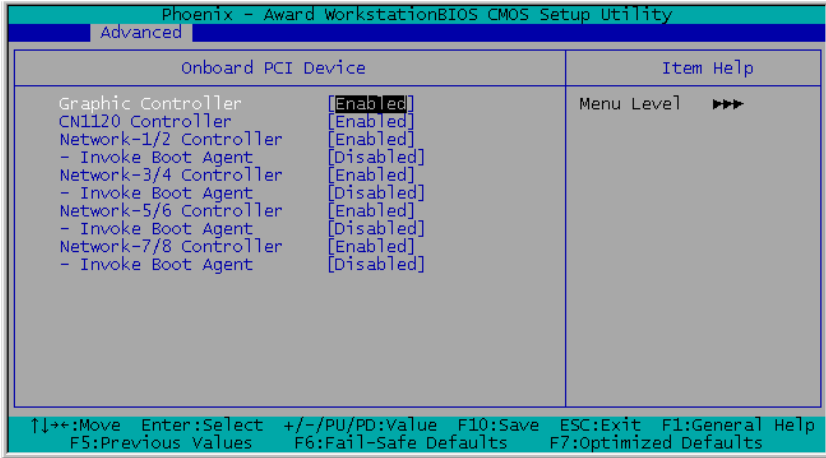 Phoenix - Award WorkstationBIOS CMOS Setup Utility
Advanced
Onboard PCI Device
Item Help
Graphic Controller [Enabled]
Menu Level ►►►
CN1120 Controller [Enabled]
Network-1/2 Controller [Enabled]
- Invoke Boot Agent [Disabled]
Network-3/4 Controller [Enabled]
- Invoke Boot Agent [Disabled]
Network-5/6 Controller [Enabled]
- Invoke Boot Agent [Disabled]
Network-7/8 Controller [Enabled]
- Invoke Boot Agent [Disabled]
↑↓→←:Move Enter:Select +/-/PU/PD:Value F10:Save ESC:Exit F1:General Help
F5:Previous Values F6:Fail-Safe Defaults F7:Optimized Defaults